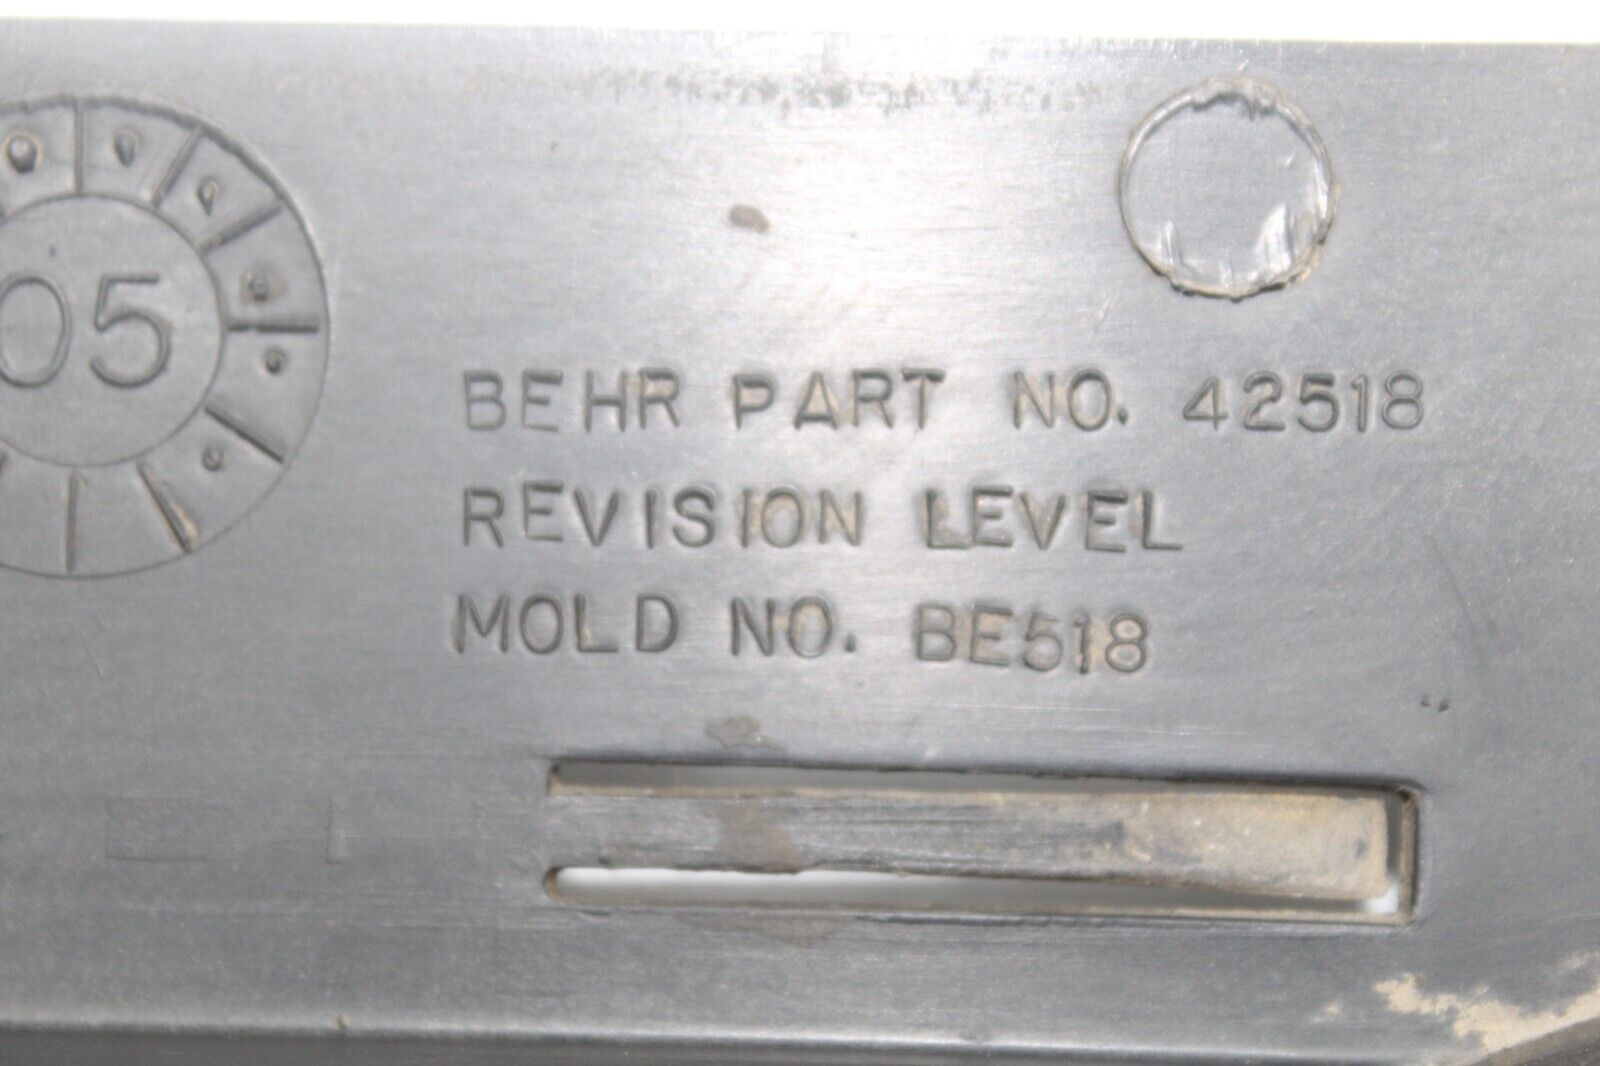 05
BEHR PART NO. 42518
REVISION LEVEL
MOLD NO. BE518